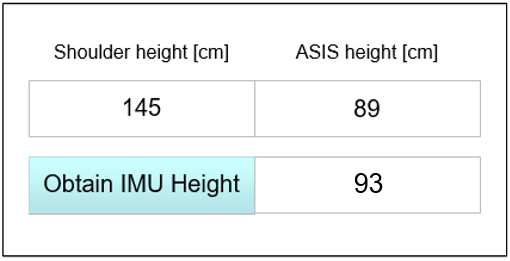 Shoulder height [cm] ASIS height [cm]
145 89
Obtain IMU Height 93